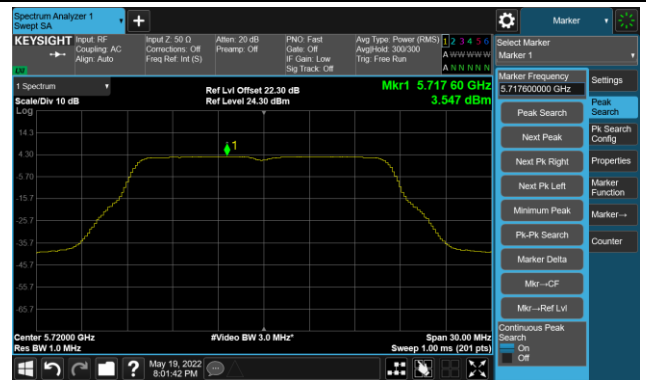 Spectrum Analyzer 1
Swept SA
Marker
KEYSIGHT
Input: RF
Coupling: AC
Align: Auto
Input Z: 50 Ω
Corrections: Off
Freq Ref: Int (S)
Atten: 20 dB
Preamp: Off
PNO: Fast
Gate: Off
IF Gain: Low
Sig Track: Off
Avg Type: Power (RMS)
Avg|Hold: 300/300
Trig: Free Run
1 2 3 4 5 6
A W W W W W
A N N N N N
LXI
Select Marker
Marker 1
1 Spectrum
Scale/Div 10 dB
Log
Ref Lvl Offset 22.30 dB
Ref Level 24.30 dBm
Mkr1 5.717 60 GHz
3.547 dBm
14.3
4.30
-5.70
-15.7
-25.7
-35.7
-45.7
-55.7
-65.7
1
Center 5.72000 GHz
Res BW 1.0 MHz
#Video BW 3.0 MHz*
Span 30.00 MHz
Sweep 1.00 ms (201 pts)
Marker Frequency
5.717600000 GHz
Peak Search
Next Peak
Next Pk Right
Next Pk Left
Minimum Peak
Pk-Pk Search
Marker Delta
Mkr→CF
Mkr→Ref Lvl
Continuous Peak
Search
On
Off
Settings
Peak
Search
Pk Search
Config
Properties
Marker
Function
Marker→
Counter
May 19, 2022
8:01:42 PM